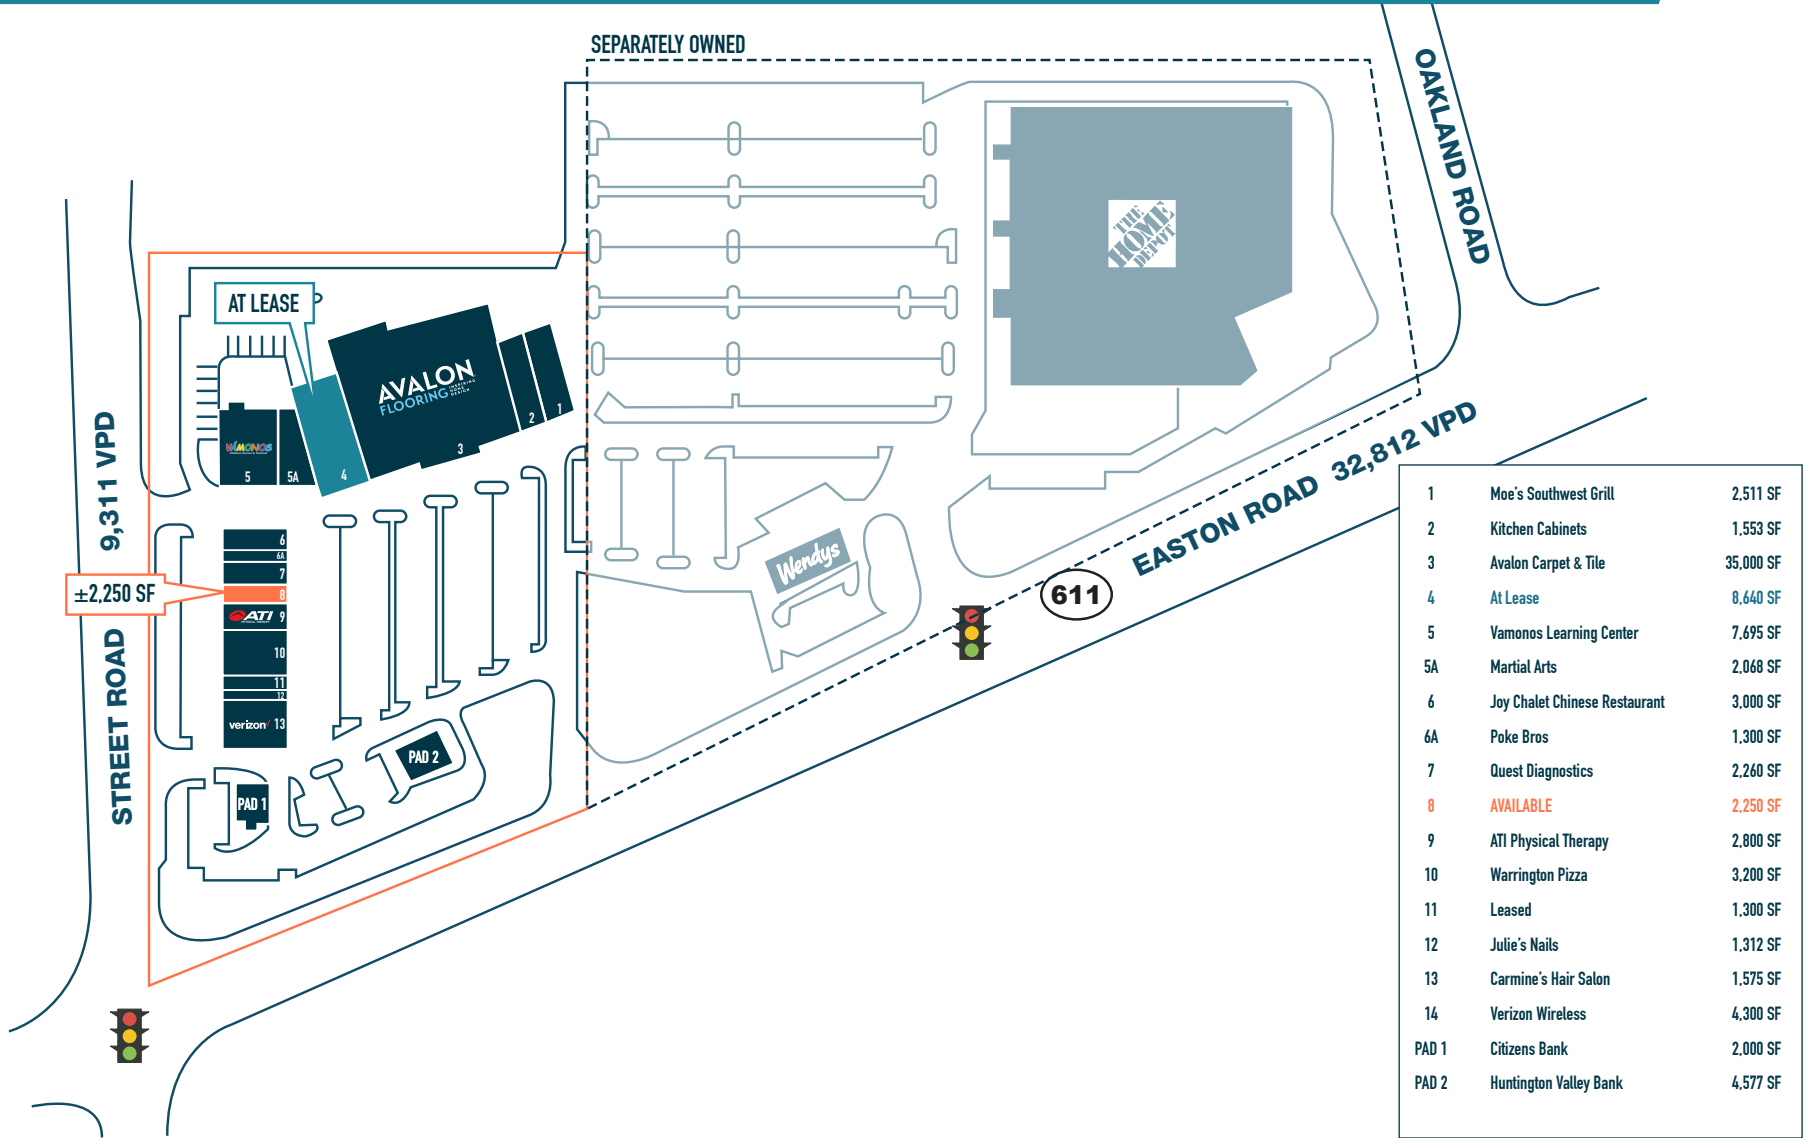 SEPARATELY OWNED
OAKLAND ROAD
THE
HOME
DEPOT
AT LEASE
AVALON
FLOORING
INSPIRING
HOME
DESIGN
1
2
3
4
VÁMONOS
5
5A
9,311 VPD
STREET ROAD
±2,250 SF
6
6A
7
8
ATI
PHYSICAL THERAPY
9
10
11
12
verizon
13
PAD 1
PAD 2
Wendys
EASTON ROAD 32,812 VPD
611
1 Moe's Southwest Grill 2,511 SF
2 Kitchen Cabinets 1,553 SF
3 Avalon Carpet & Tile 35,000 SF
4 At Lease 8,640 SF
5 Vamonos Learning Center 7,695 SF
5A Martial Arts 2,068 SF
6 Joy Chalet Chinese Restaurant 3,000 SF
6A Poke Bros 1,300 SF
7 Quest Diagnostics 2,260 SF
8 AVAILABLE 2,250 SF
9 ATI Physical Therapy 2,800 SF
10 Warrington Pizza 3,200 SF
11 Leased 1,300 SF
12 Julie's Nails 1,312 SF
13 Carmine's Hair Salon 1,575 SF
14 Verizon Wireless 4,300 SF
PAD 1 Citizens Bank 2,000 SF
PAD 2 Huntington Valley Bank 4,577 SF